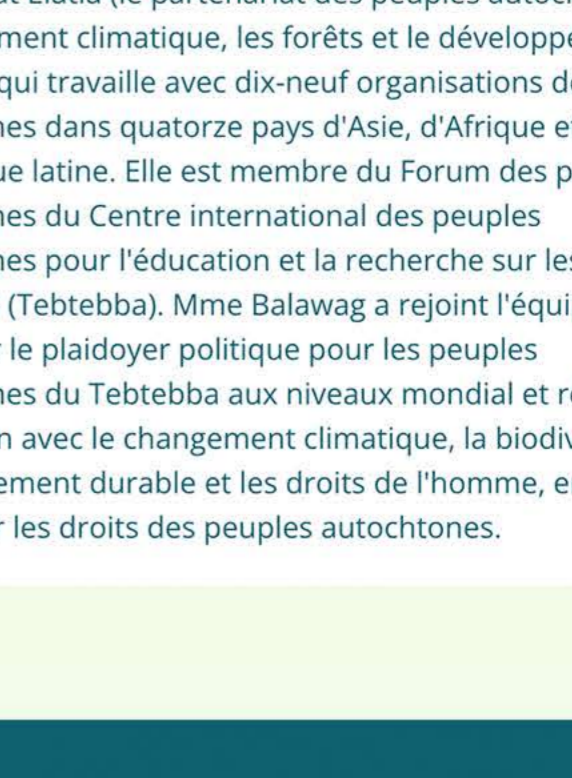 ment climatique, les forêts et le développe
qui travaille avec dix-neuf organisations d
nes dans quatorze pays d'Asie, d'Afrique e
ue latine. Elle est membre du Forum des p
nes du Centre international des peuples
nes pour l'éducation et la recherche sur les
(Tebtebba). Mme Balawag a rejoint l'équi
le plaidoyer politique pour les peuples
nes du Tebtebba aux niveaux mondial et r
n avec le changement climatique, la biodiv
ement durable et les droits de l'homme, e
r les droits des peuples autochtones.